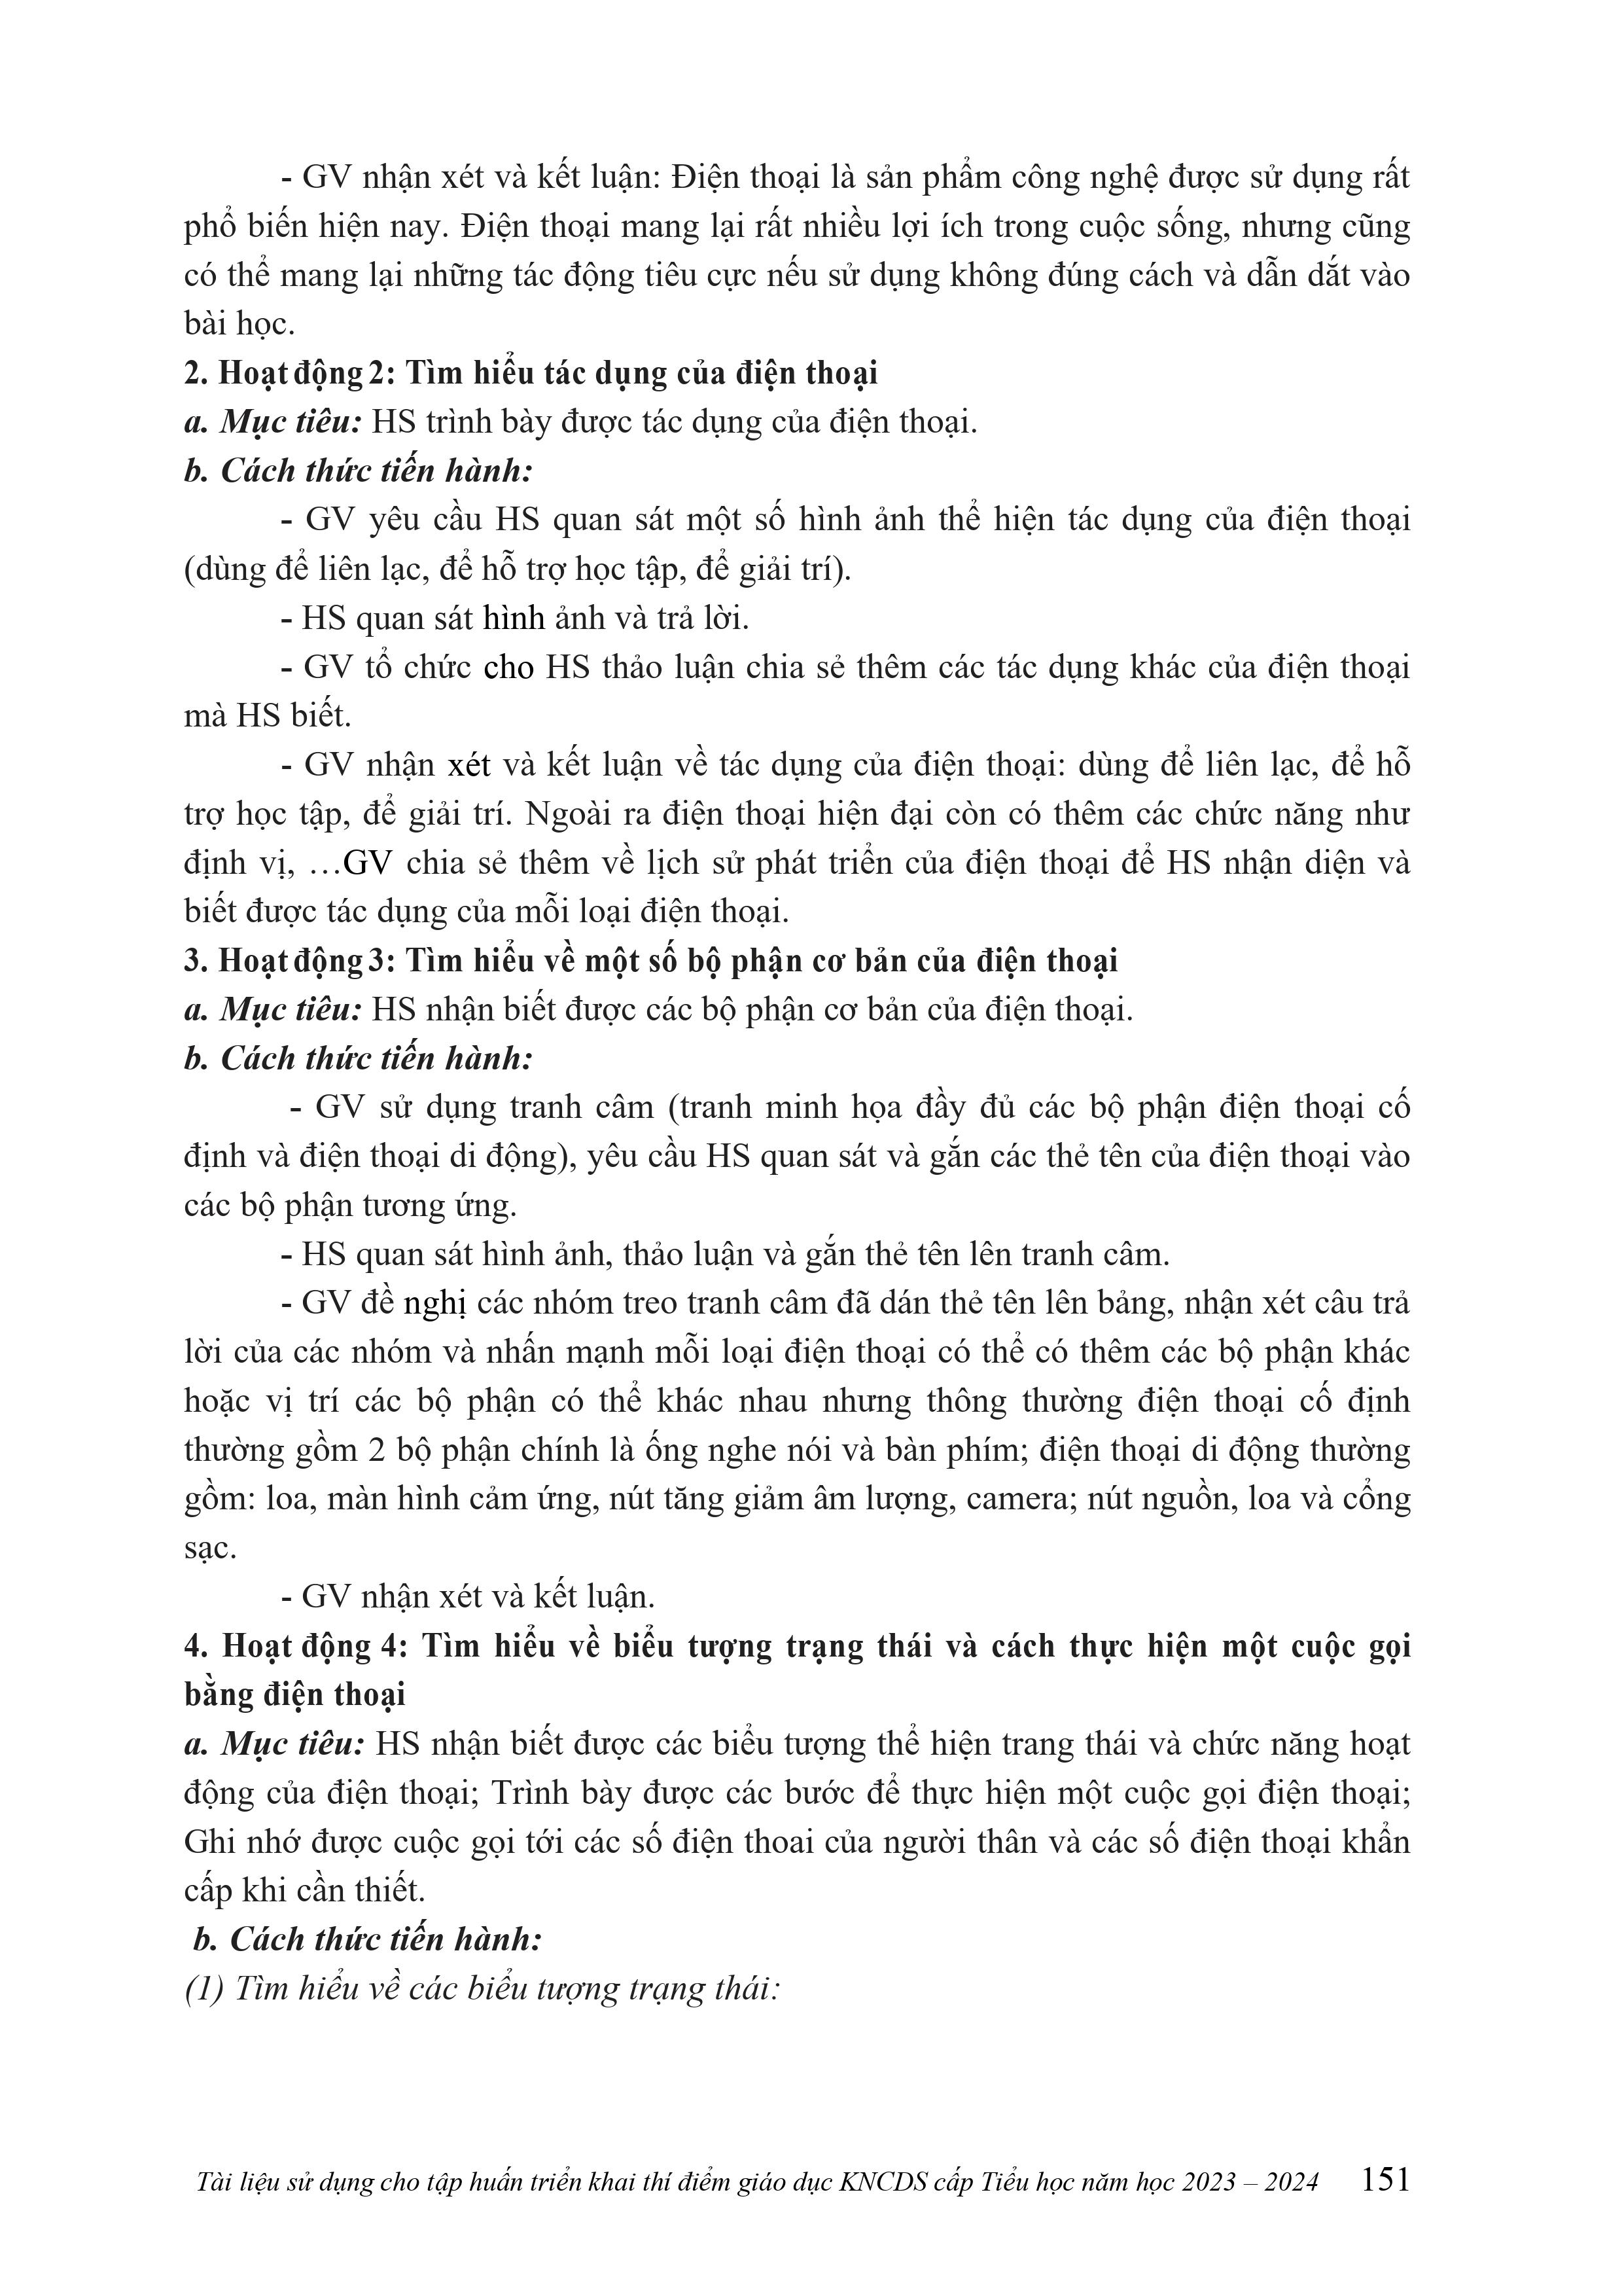 - GV nhận xét và kết luận: Điện thoại là sản phẩm công nghệ được sử dụng rất
phổ biến hiện nay. Điện thoại mang lại rất nhiều lợi ích trong cuộc sống, nhưng cũng
có thể mang lại những tác động tiêu cực nếu sử dụng không đúng cách và dẫn dắt vào
bài học.
2. Hoạt động 2: Tìm hiểu tác dụng của điện thoại
a. Mục tiêu: HS trình bày được tác dụng của điện thoại.
b. Cách thức tiến hành:
- GV yêu cầu HS quan sát một số hình ảnh thể hiện tác dụng của điện thoại
(dùng để liên lạc, để hỗ trợ học tập, để giải trí).
- HS quan sát hình ảnh và trả lời.
- GV tổ chức cho HS thảo luận chia sẻ thêm các tác dụng khác của điện thoại
mà HS biết.
- GV nhận xét và kết luận về tác dụng của điện thoại: dùng để liên lạc, để hỗ
trợ học tập, để giải trí. Ngoài ra điện thoại hiện đại còn có thêm các chức năng như
định vị, …GV chia sẻ thêm về lịch sử phát triển của điện thoại để HS nhận diện và
biết được tác dụng của mỗi loại điện thoại.
3. Hoạt động 3: Tìm hiểu về một số bộ phận cơ bản của điện thoại
a. Mục tiêu: HS nhận biết được các bộ phận cơ bản của điện thoại.
b. Cách thức tiến hành:
- GV sử dụng tranh câm (tranh minh họa đầy đủ các bộ phận điện thoại cố
định và điện thoại di động), yêu cầu HS quan sát và gắn các thẻ tên của điện thoại vào
các bộ phận tương ứng.
- HS quan sát hình ảnh, thảo luận và gắn thẻ tên lên tranh câm.
- GV đề nghị các nhóm treo tranh câm đã dán thẻ tên lên bảng, nhận xét câu trả
lời của các nhóm và nhấn mạnh mỗi loại điện thoại có thể có thêm các bộ phận khác
hoặc vị trí các bộ phận có thể khác nhau nhưng thông thường điện thoại cố định
thường gồm 2 bộ phận chính là ống nghe nói và bàn phím; điện thoại di động thường
gồm: loa, màn hình cảm ứng, nút tăng giảm âm lượng, camera; nút nguồn, loa và cổng
sạc.
- GV nhận xét và kết luận.
4. Hoạt động 4: Tìm hiểu về biểu tượng trạng thái và cách thực hiện một cuộc gọi
bằng điện thoại
a. Mục tiêu: HS nhận biết được các biểu tượng thể hiện trang thái và chức năng hoạt
động của điện thoại; Trình bày được các bước để thực hiện một cuộc gọi điện thoại;
Ghi nhớ được cuộc gọi tới các số điện thoai của người thân và các số điện thoại khẩn
cấp khi cần thiết.
b. Cách thức tiến hành:
(1) Tìm hiểu về các biểu tượng trạng thái:
Tài liệu sử dụng cho tập huấn triển khai thí điểm giáo dục KNCDS cấp Tiểu học năm học 2023 – 2024 151